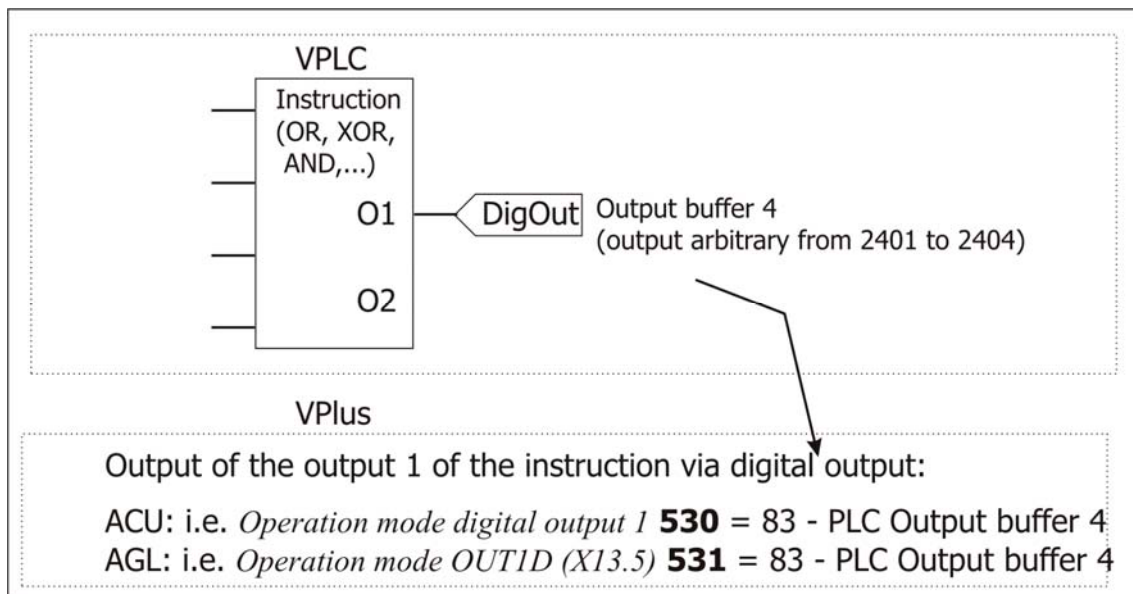 VPLC
Instruction
(OR, XOR,
AND,...)
O1
DigOut
Output buffer 4
(output arbitrary from 2401 to 2404)
O2
VPlus
Output of the output 1 of the instruction via digital output:
ACU: i.e. Operation mode digital output 1 530 = 83 - PLC Output buffer 4
AGL: i.e. Operation mode OUT1D (X13.5) 531 = 83 - PLC Output buffer 4